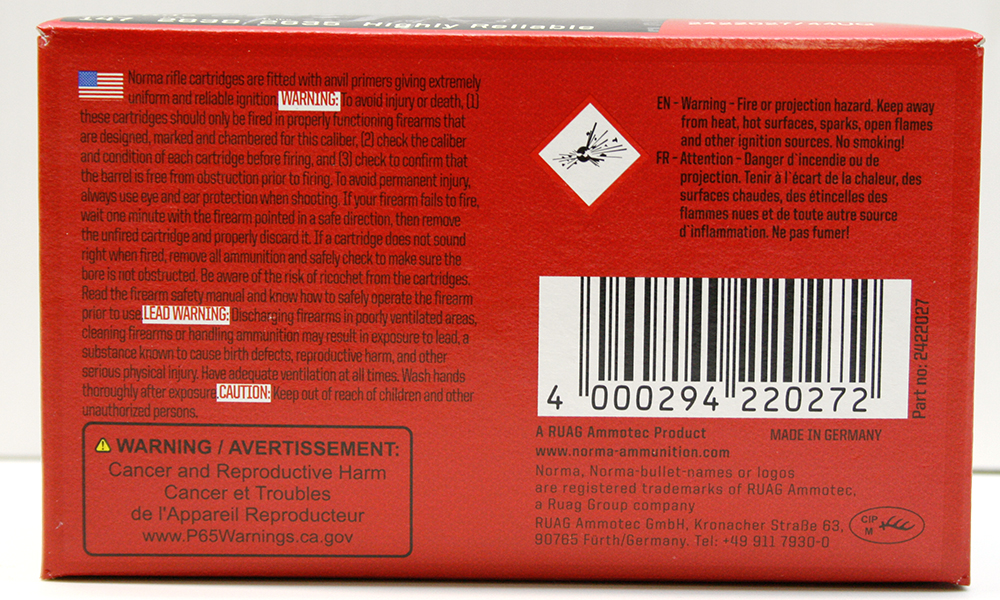 147 2830/2636 Highly Reliable
2422027/AAUG
Norma rifle cartridges are fitted with anvil primers giving extremely
uniform and reliable ignition. WARNING: To avoid injury or death, (1)
these cartridges should only be fired in properly functioning firearms that
are designed, marked and chambered for this caliber, (2) check the caliber
and condition of each cartridge before firing, and (3) check to confirm that
the barrel is free from obstruction prior to firing. To avoid permanent injury,
always use eye and ear protection when shooting. If your firearm fails to fire,
wait one minute with the firearm pointed in a safe direction, then remove
the unfired cartridge and properly discard it. If a cartridge does not sound
right when fired, remove all ammunition and safely check to make sure the
bore is not obstructed. Be aware of the risk of ricochet from the cartridges.
Read the firearm safety manual and know how to safely operate the firearm
prior to use. LEAD WARNING: Discharging firearms in poorly ventilated areas,
cleaning firearms or handling ammunition may result in exposure to lead, a
substance known to cause birth defects, reproductive harm, and other
serious physical injury. Have adequate ventilation at all times. Wash hands
thoroughly after exposure. CAUTION: Keep out of reach of children and other
unauthorized persons.
WARNING / AVERTISSEMENT:
Cancer and Reproductive Harm
Cancer et Troubles
de l'Appareil Reproducteur
www.P65Warnings.ca.gov
EN - Warning - Fire or projection hazard. Keep away
from heat, hot surfaces, sparks, open flames
and other ignition sources. No smoking!
FR - Attention - Danger d`incendie ou de
projection. Tenir à l`écart de la chaleur, des
surfaces chaudes, des étincelles des
flammes nues et de toute autre source
d`inflammation. Ne pas fumer!
4 000294 220272
Part no: 2422027
A RUAG Ammotec Product MADE IN GERMANY
www.norma-ammunition.com
Norma, Norma-bullet-names or logos
are registered trademarks of RUAG Ammotec,
a Ruag Group company
RUAG Ammotec GmbH, Kronacher Straße 63,
90765 Fürth/Germany. Tel: +49 911 7930-0
CIP
M